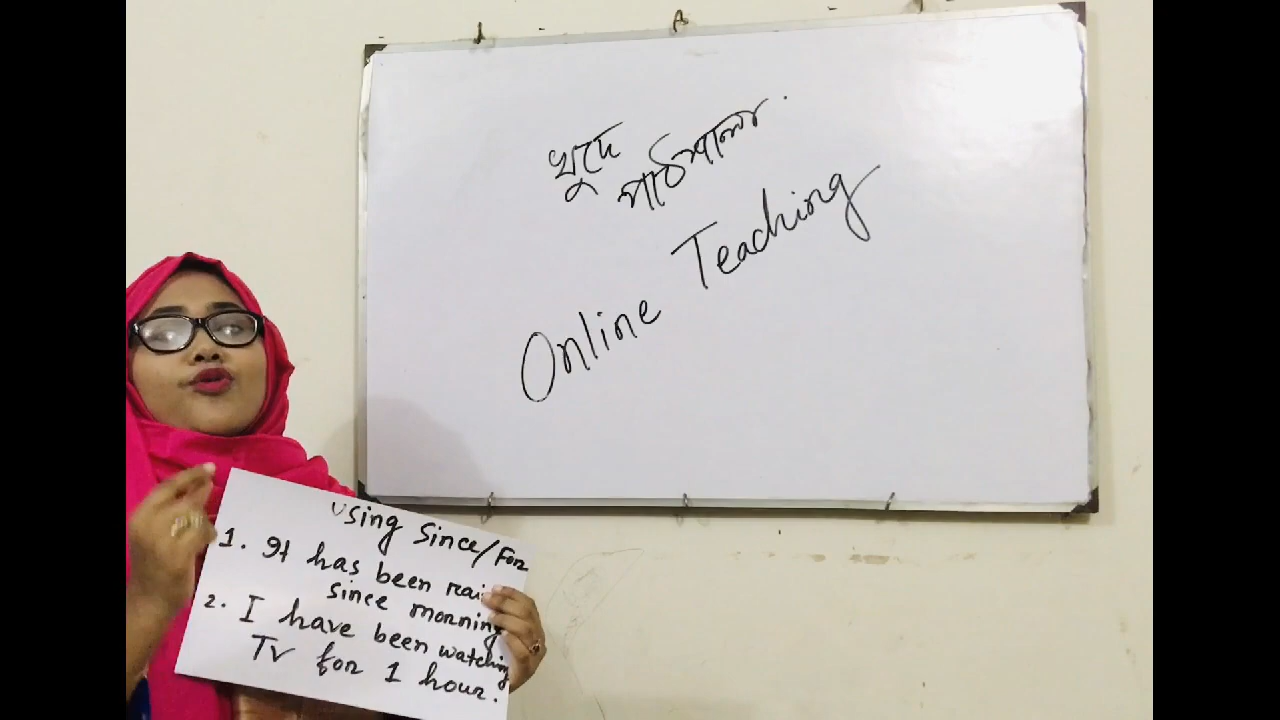 খুদে
পাঠশালা.
Online Teaching
Using Since/For
1. It has been
since morning
2. I have been watching
Tv for 1 hour.